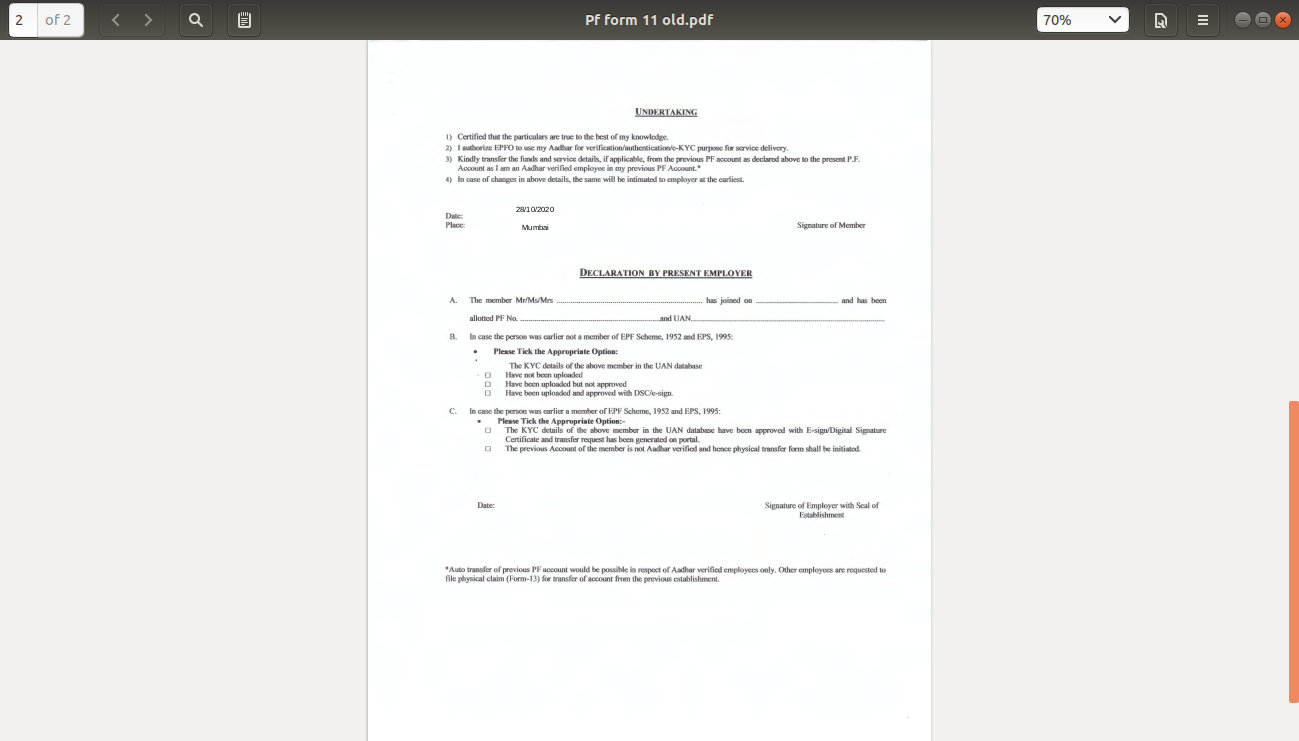 2 of 2
Pf form 11 old.pdf
70%
UNDERTAKING
1) Certified that the particulars are true to the best of my knowledge.
2) I authorize EPFO to use my Aadhar for verification/authentication/e-KYC purpose for service delivery.
3) Kindly transfer the funds and service details, if applicable, from the previous PF account as declared above to the present P.F.
Account as I am an Aadhar verified employee in my previous PF Account.*
4) In case of changes in above details, the same will be intimated to employer at the earliest.
28/10/2020
Date:
Place:
Mumbai
Signature of Member
DECLARATION BY PRESENT EMPLOYER
A. The member Mr/Ms/Mrs ........................................ has joined on ........................................ and has been
allotted PF No. ........................................and UAN........................................
B. In case the person was earlier not a member of EPF Scheme, 1952 and EPS, 1995:
• Please Tick the Appropriate Option:
The KYC details of the above member in the UAN database
☐ Have not been uploaded
☐ Have been uploaded but not approved
☐ Have been uploaded and approved with DSC/e-sign.
C. In case the person was earlier a member of EPF Scheme, 1952 and EPS, 1995:
• Please Tick the Appropriate Option:-
☐ The KYC details of the above member in the UAN database have been approved with E-sign/Digital Signature
Certificate and transfer request has been generated on portal.
☐ The previous Account of the member is not Aadhar verified and hence physical transfer form shall be initiated.
Date:
Signature of Employer with Seal of
Establishment
*Auto transfer of previous PF account would be possible in respect of Aadhar verified employees only. Other employees are requested to
file physical claim (Form-13) for transfer of account from the previous establishment.